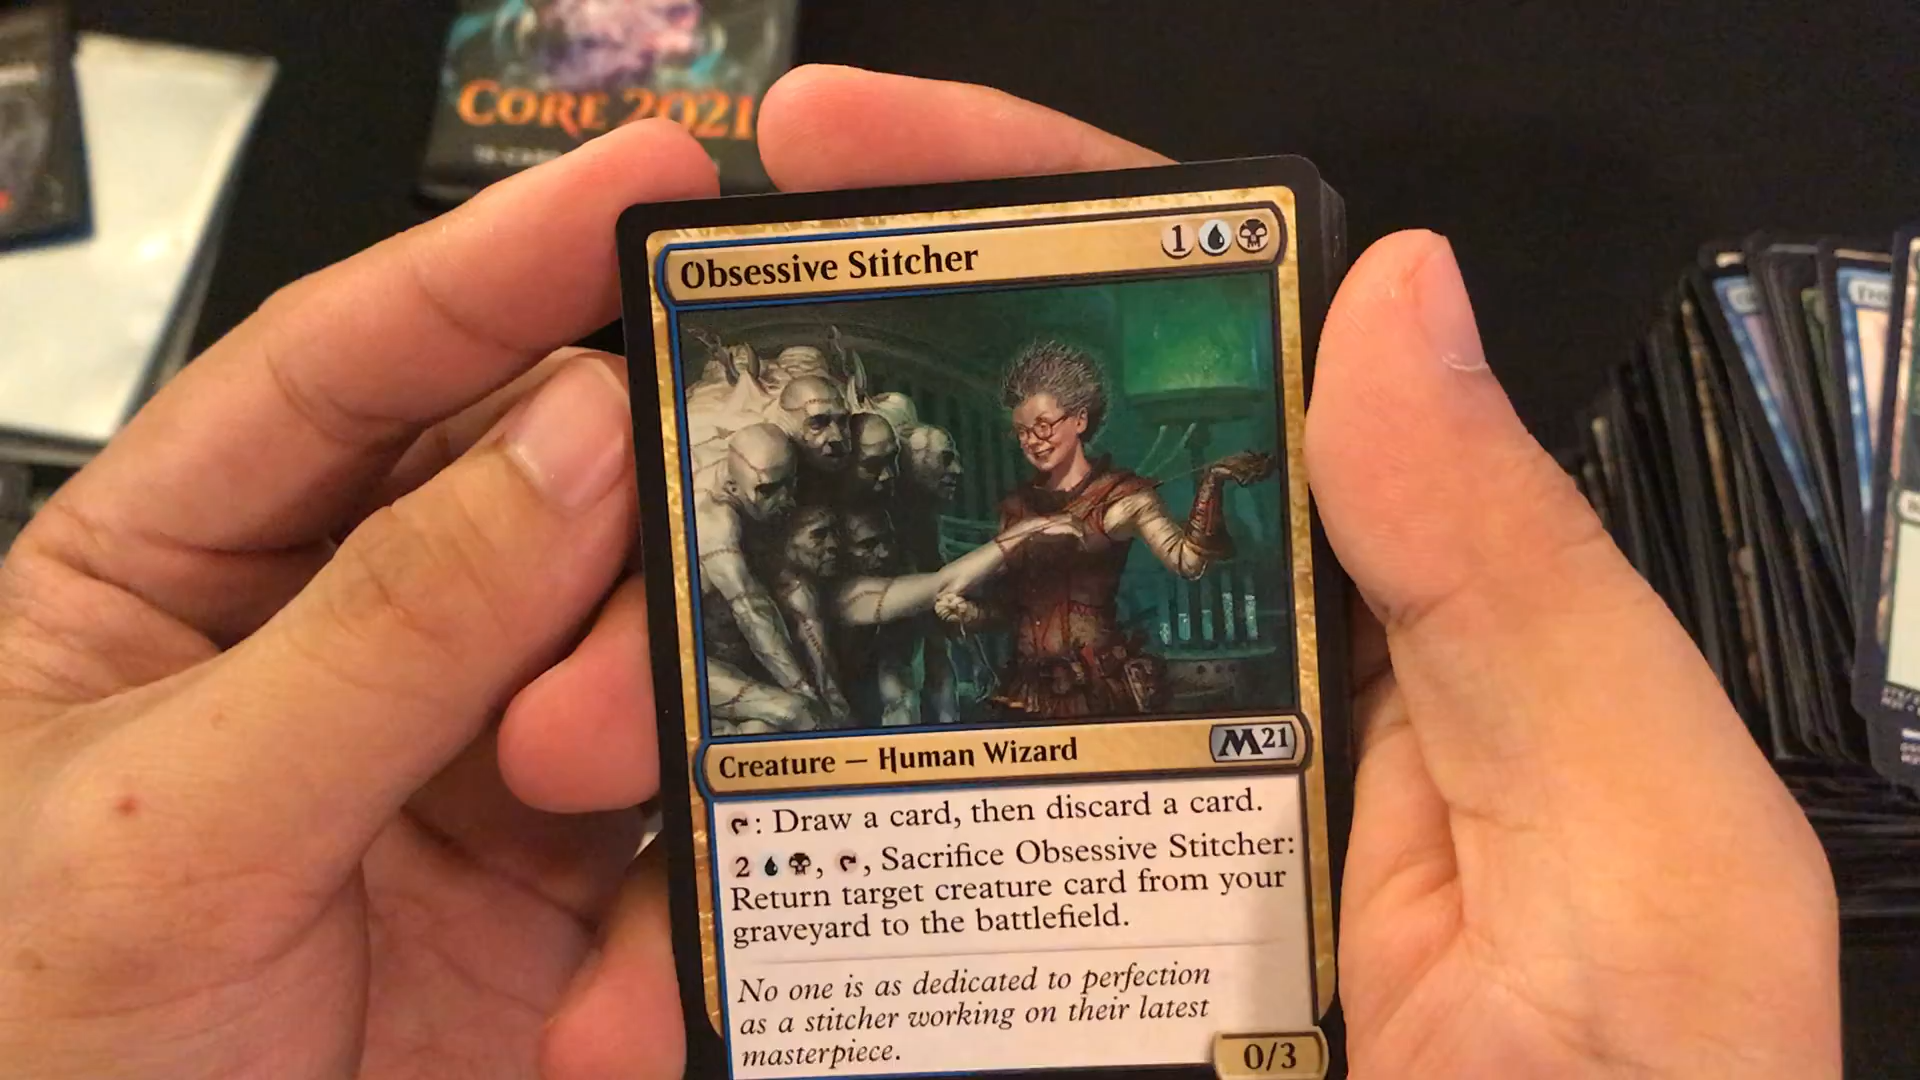 CORE 2021
Obsessive Stitcher
1
Creature — Human Wizard
M21
: Draw a card, then discard a card.
2 , , Sacrifice Obsessive Stitcher:
Return target creature card from your
graveyard to the battlefield.
No one is as dedicated to perfection
as a stitcher working on their latest
masterpiece.
0/3